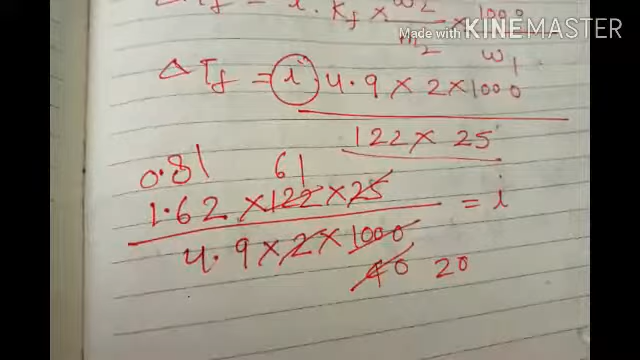 ΔTf = i · Kf × w2/m2 × 1000/w1
Made with KINEMASTER
ΔTf = i 4.9 × 2 × 1000
122 × 25
0.81 61
1.62 × 122 × 25 = i
4.9 × 2 × 1000
40 20